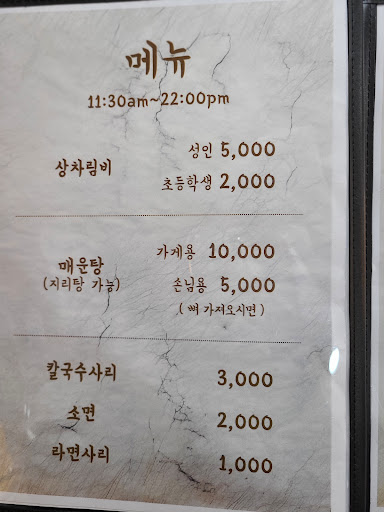 메뉴
11:30am~22:00pm
상차림비 성인 5,000
초등학생 2,000
매운탕 가게용 10,000
(지리탕 가능) 손님용 5,000
( 뼈 가져오시면 )
칼국수사리 3,000
소면 2,000
라면사리 1,000